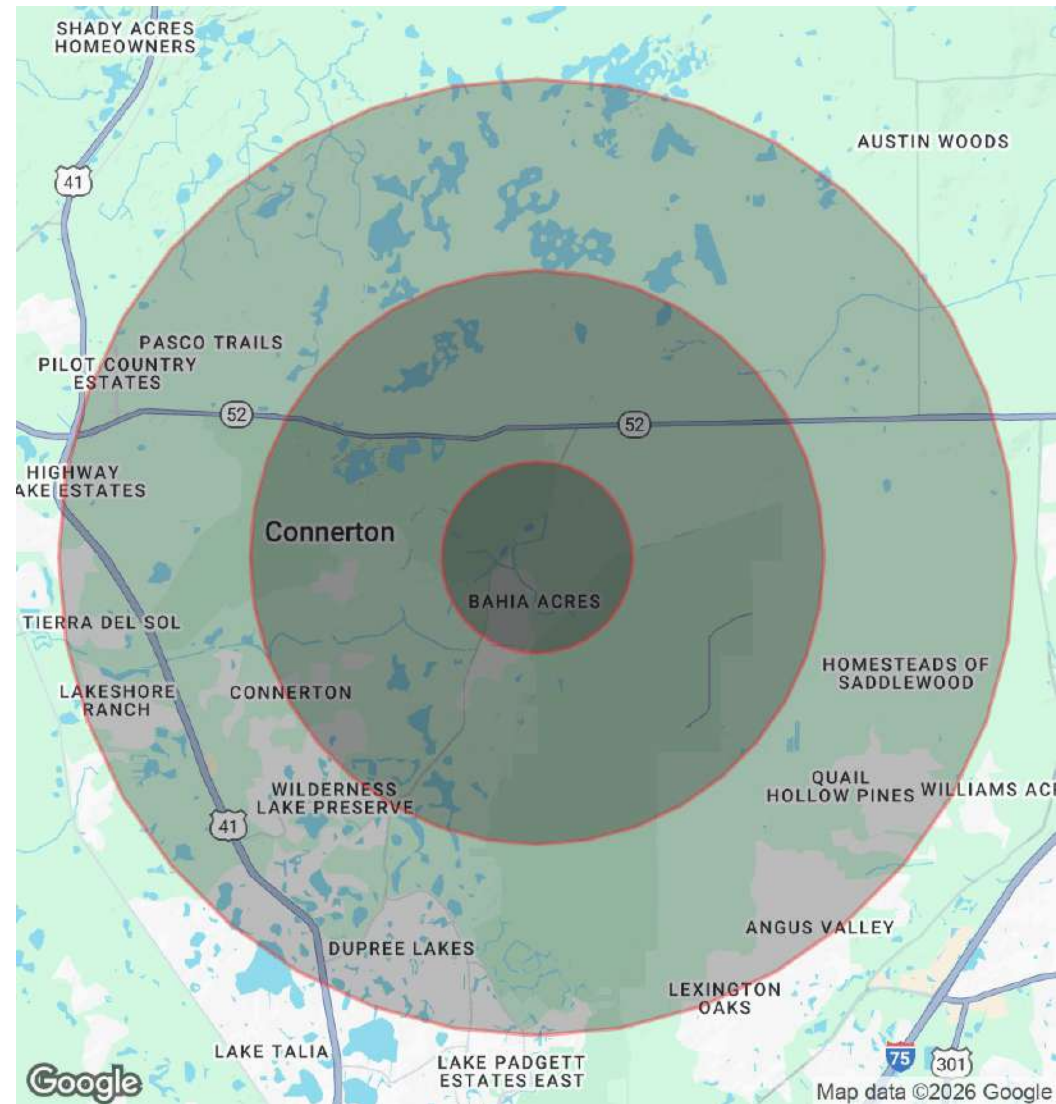 SHADY ACRES
HOMEOWNERS
AUSTIN WOODS
41
PASCO TRAILS
PILOT COUNTRY
ESTATES
52
52
HIGHWAY
AKE ESTATES
Connerton
BAHIA ACRES
TIERRA DEL SOL
HOMESTEADS OF
SADDLEWOOD
LAKESHORE
RANCH
CONNERTON
WILDERNESS
LAKE PRESERVE
QUAIL
HOLLOW PINES
WILLIAMS ACR
41
ANGUS VALLEY
DUPREE LAKES
LEXINGTON
OAKS
LAKE TALIA
LAKE PADGETT
ESTATES EAST
75
301
Google
Map data ©2026 Google